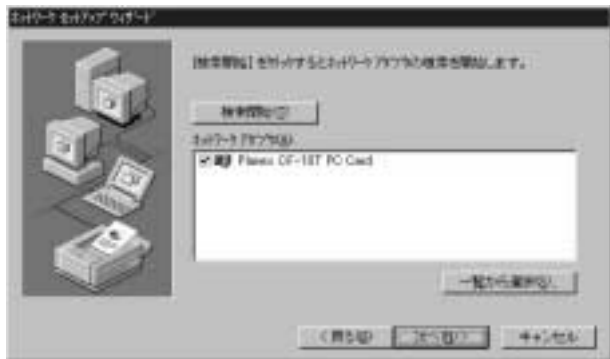 ネットワーク セットアップ ウィザード
[検索開始] をクリックするとネットワーク アダプタの検索を開始します。
検索開始
ネットワーク アダプタ(A):
Planex CF-10T PC Card
一覧から選択(L)...
< 戻る(B)
次へ(N) >
キャンセル